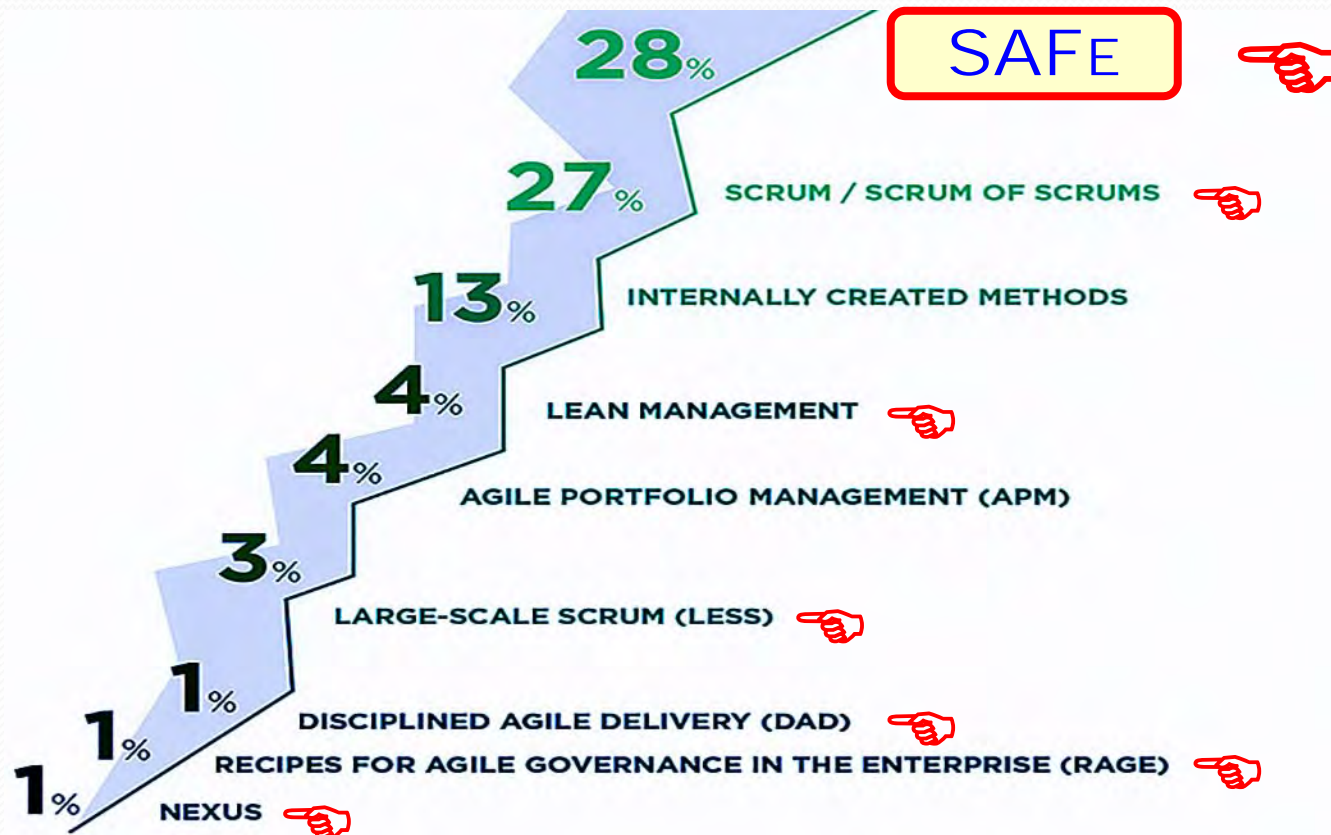 28%
SAFE
27%
SCRUM / SCRUM OF SCRUMS
13%
INTERNALLY CREATED METHODS
4%
LEAN MANAGEMENT
4%
AGILE PORTFOLIO MANAGEMENT (APM)
3%
LARGE-SCALE SCRUM (LESS)
1%
DISCIPLINED AGILE DELIVERY (DAD)
1%
RECIPES FOR AGILE GOVERNANCE IN THE ENTERPRISE (RAGE)
1%
NEXUS